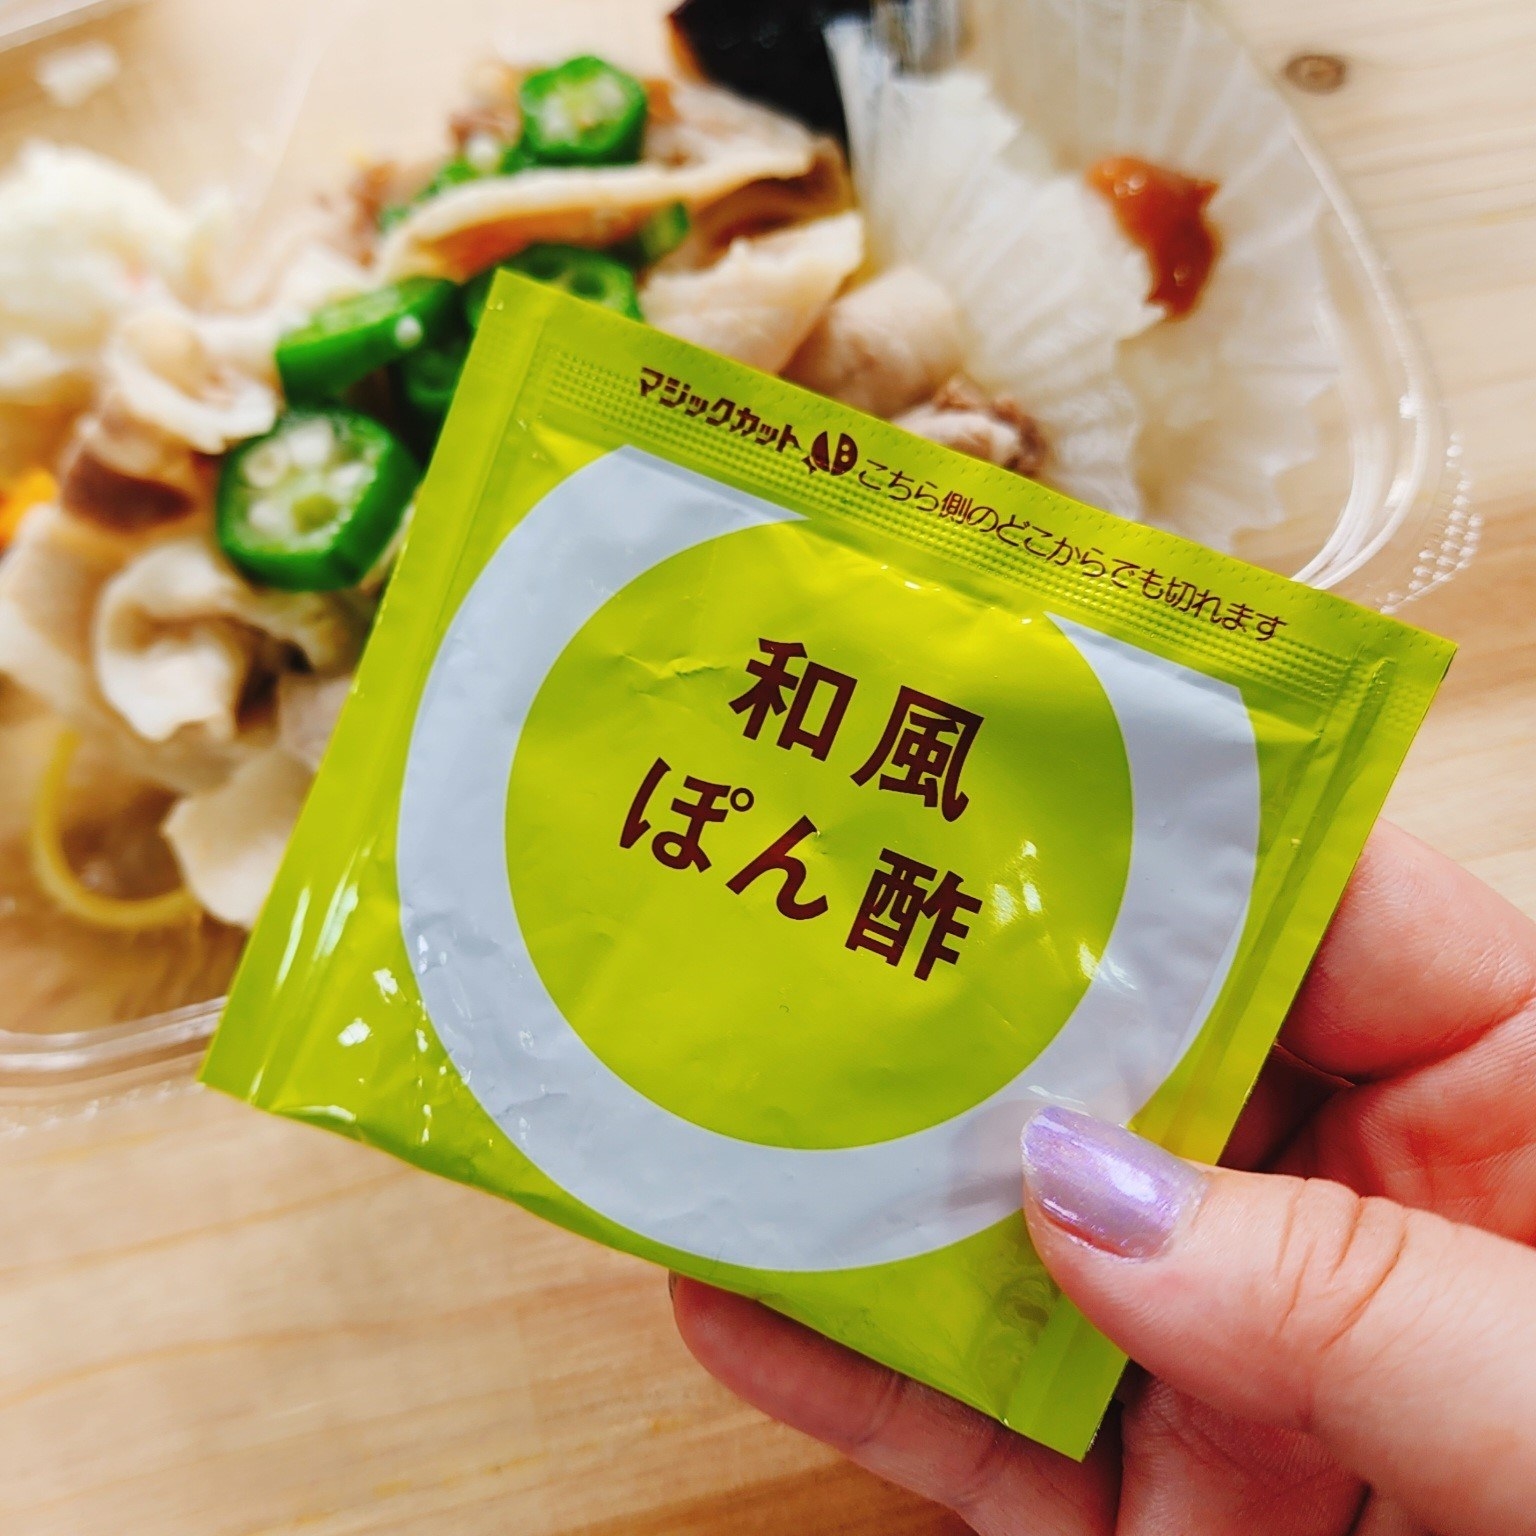 マジックカット こちら側のどこからでも切れます
和風
ぽん酢